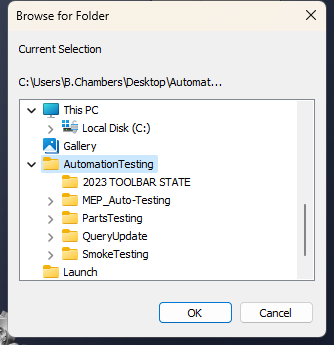 Browse for Folder
Current Selection
C:\Users\B.Chambers\Desktop\Automat...
This PC
Local Disk (C:)
Gallery
AutomationTesting
2023 TOOLBAR STATE
MEP_Auto-Testing
PartsTesting
QueryUpdate
SmokeTesting
Launch
OK
Cancel